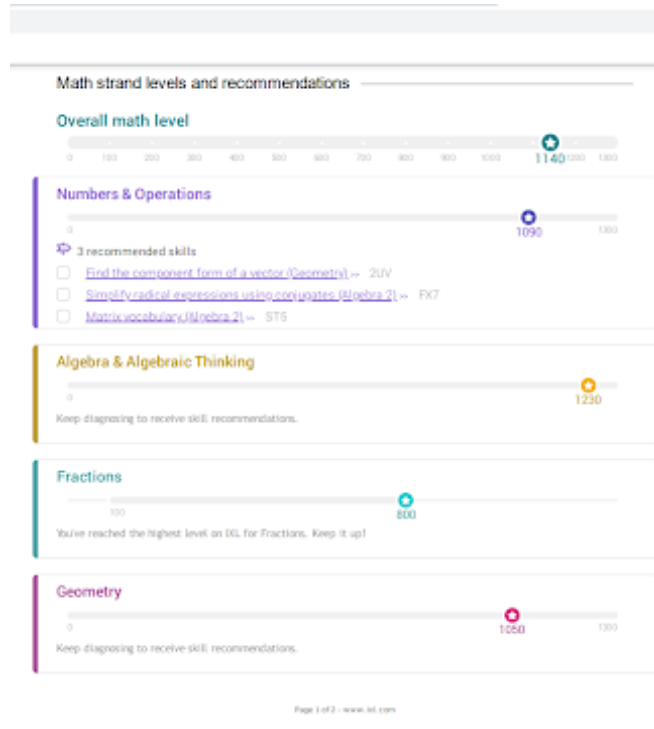 Math strand levels and recommendations
Overall math level
0 100 200 300 400 500 600 700 800 900 1000 1140 1200 1300
Numbers & Operations
0 1090 1300
3 recommended skills
Find the component form of a vector (Geometry) 2UV
Simplify radical expressions using conjugates (Algebra 2) FX7
Matrix vocabulary (Algebra 2) ST5
Algebra & Algebraic Thinking
0 1230
Keep diagnosing to receive skill recommendations.
Fractions
100 800
You've reached the highest level on IXL for Fractions. Keep it up!
Geometry
0 1050 1300
Keep diagnosing to receive skill recommendations.
Page 1 of 2 - www.ixl.com